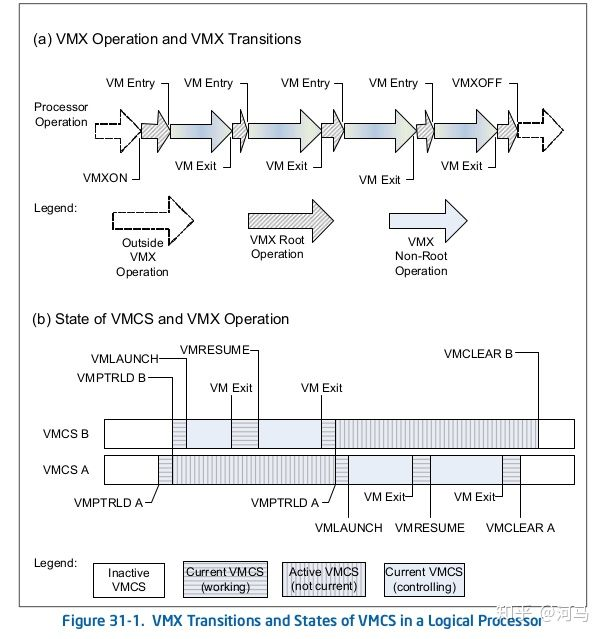 (a) VMX Operation and VMX Transitions
VM Entry VM Entry VM Entry VM Entry VMXOFF
Processor
Operation
VM Exit VM Exit VM Exit VM Exit
VMXON
Legend:
Outside
VMX
Operation
VMX Root
Operation
VMX
Non-Root
Operation
(b) State of VMCS and VMX Operation
VMLAUNCH
VMRESUME
VMCLEAR B
VMPTRLD B
VM Exit
VM Exit
VMCS B
VMCS A
VMPTRLD A
VMPTRLD A
VM Exit
VM Exit
VMLAUNCH
VMRESUME
VMCLEAR A
Legend:
Inactive
VMCS
Current VMCS
(working)
Active VMCS
(not current)
Current VMCS
(controlling)
知乎 @河马
Figure 31-1. VMX Transitions and States of VMCS in a Logical Processor